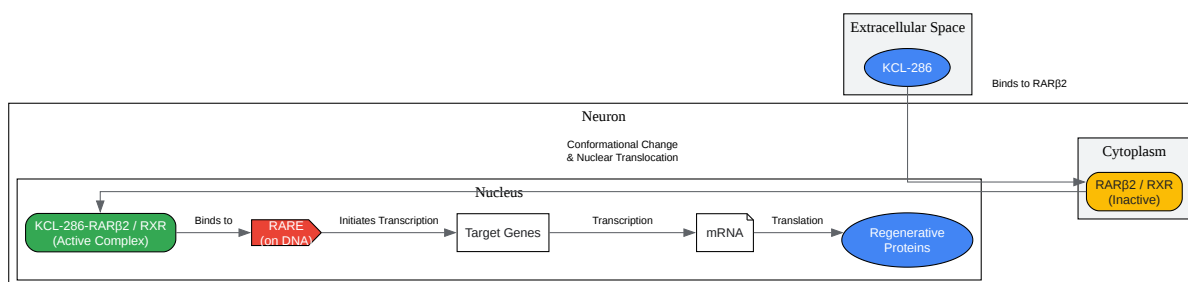 Extracellular Space
KCL-286
Binds to RARβ2
Neuron
Conformational Change
& Nuclear Translocation
Cytoplasm
RARβ2 / RXR
(Inactive)
Nucleus
KCL-286-RARβ2 / RXR
(Active Complex)
Binds to
RARE
(on DNA)
Initiates Transcription
Target Genes
Transcription
mRNA
Translation
Regenerative
Proteins